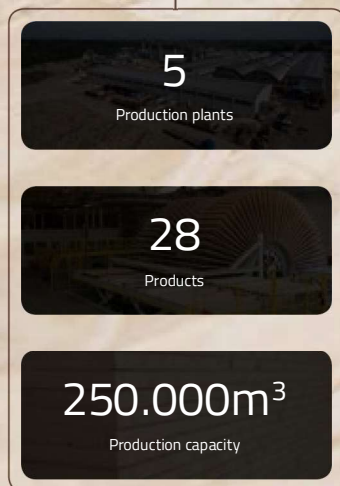 5
Production plants
28
Products
250.000m³
Production capacity